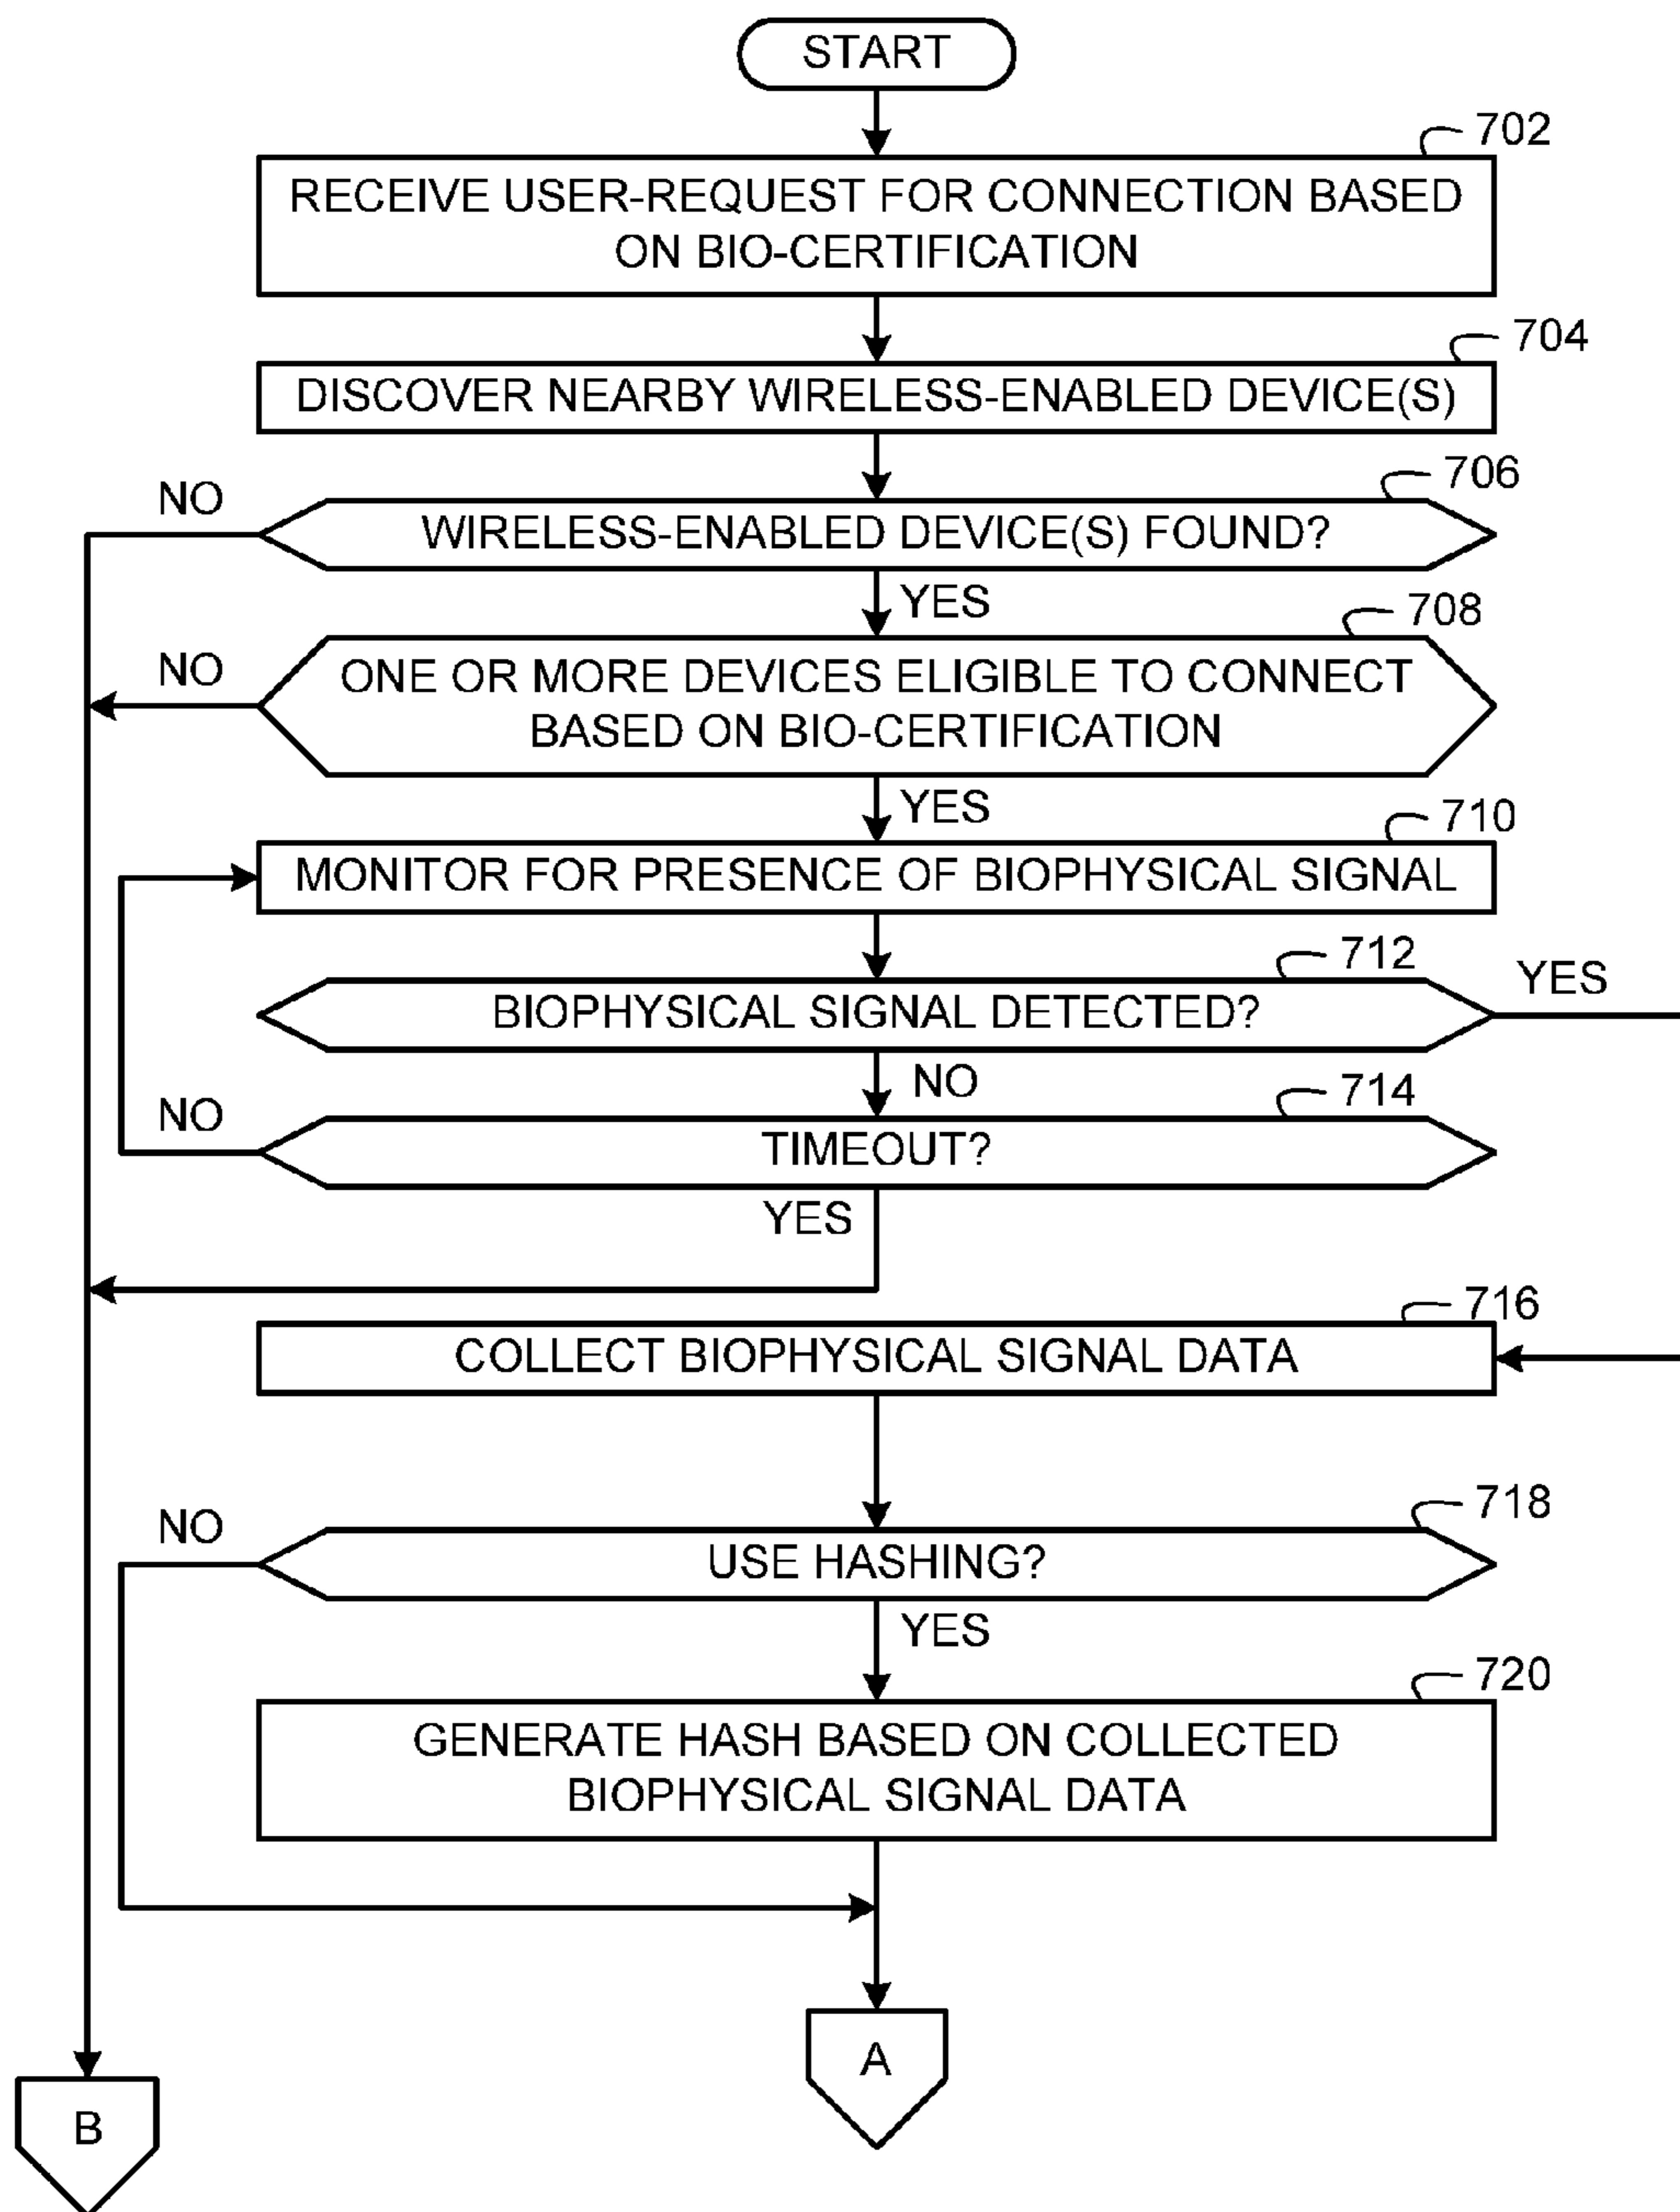 START
702
RECEIVE USER-REQUEST FOR CONNECTION BASED
ON BIO-CERTIFICATION
704
DISCOVER NEARBY WIRELESS-ENABLED DEVICE(S)
706
NO
WIRELESS-ENABLED DEVICE(S) FOUND?
YES
708
NO
ONE OR MORE DEVICES ELIGIBLE TO CONNECT
BASED ON BIO-CERTIFICATION
YES
710
MONITOR FOR PRESENCE OF BIOPHYSICAL SIGNAL
712
YES
BIOPHYSICAL SIGNAL DETECTED?
NO
714
NO
TIMEOUT?
YES
716
COLLECT BIOPHYSICAL SIGNAL DATA
718
NO
USE HASHING?
YES
720
GENERATE HASH BASED ON COLLECTED
BIOPHYSICAL SIGNAL DATA
A
B